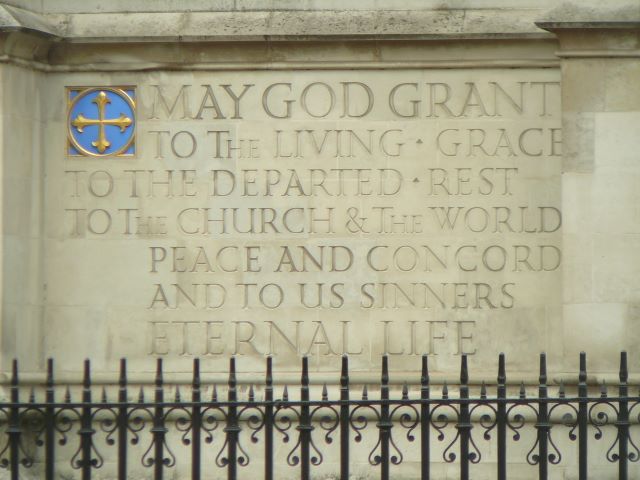 MAY GOD GRANT
TO THE LIVING · GRACE
TO THE DEPARTED · REST
TO THE CHURCH & THE WORLD
PEACE AND CONCORD
AND TO US SINNERS
ETERNAL LIFE